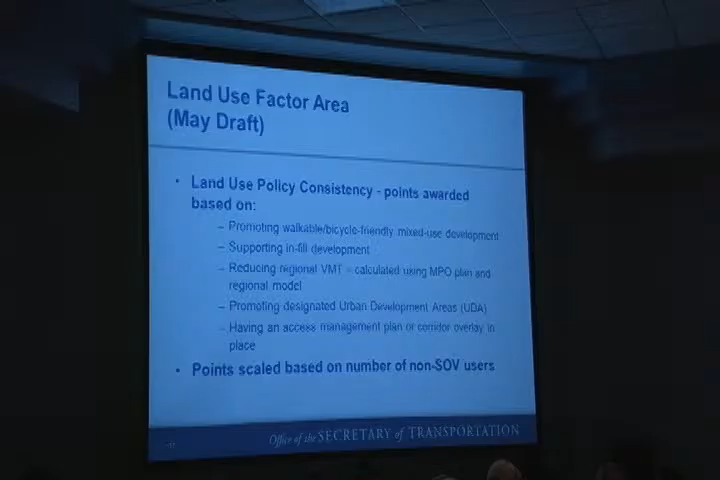 Land Use Factor Area
(May Draft)
• Land Use Policy Consistency - points awarded
based on:
– Promoting walkable/bicycle-friendly mixed-use development
– Supporting in-fill development
– Reducing regional VMT – calculated using MPO plan and
regional model
– Promoting designated Urban Development Areas (UDA)
– Having an access management plan or corridor overlay in
place
• Points scaled based on number of non-SOV users
Office of the SECRETARY of TRANSPORTATION